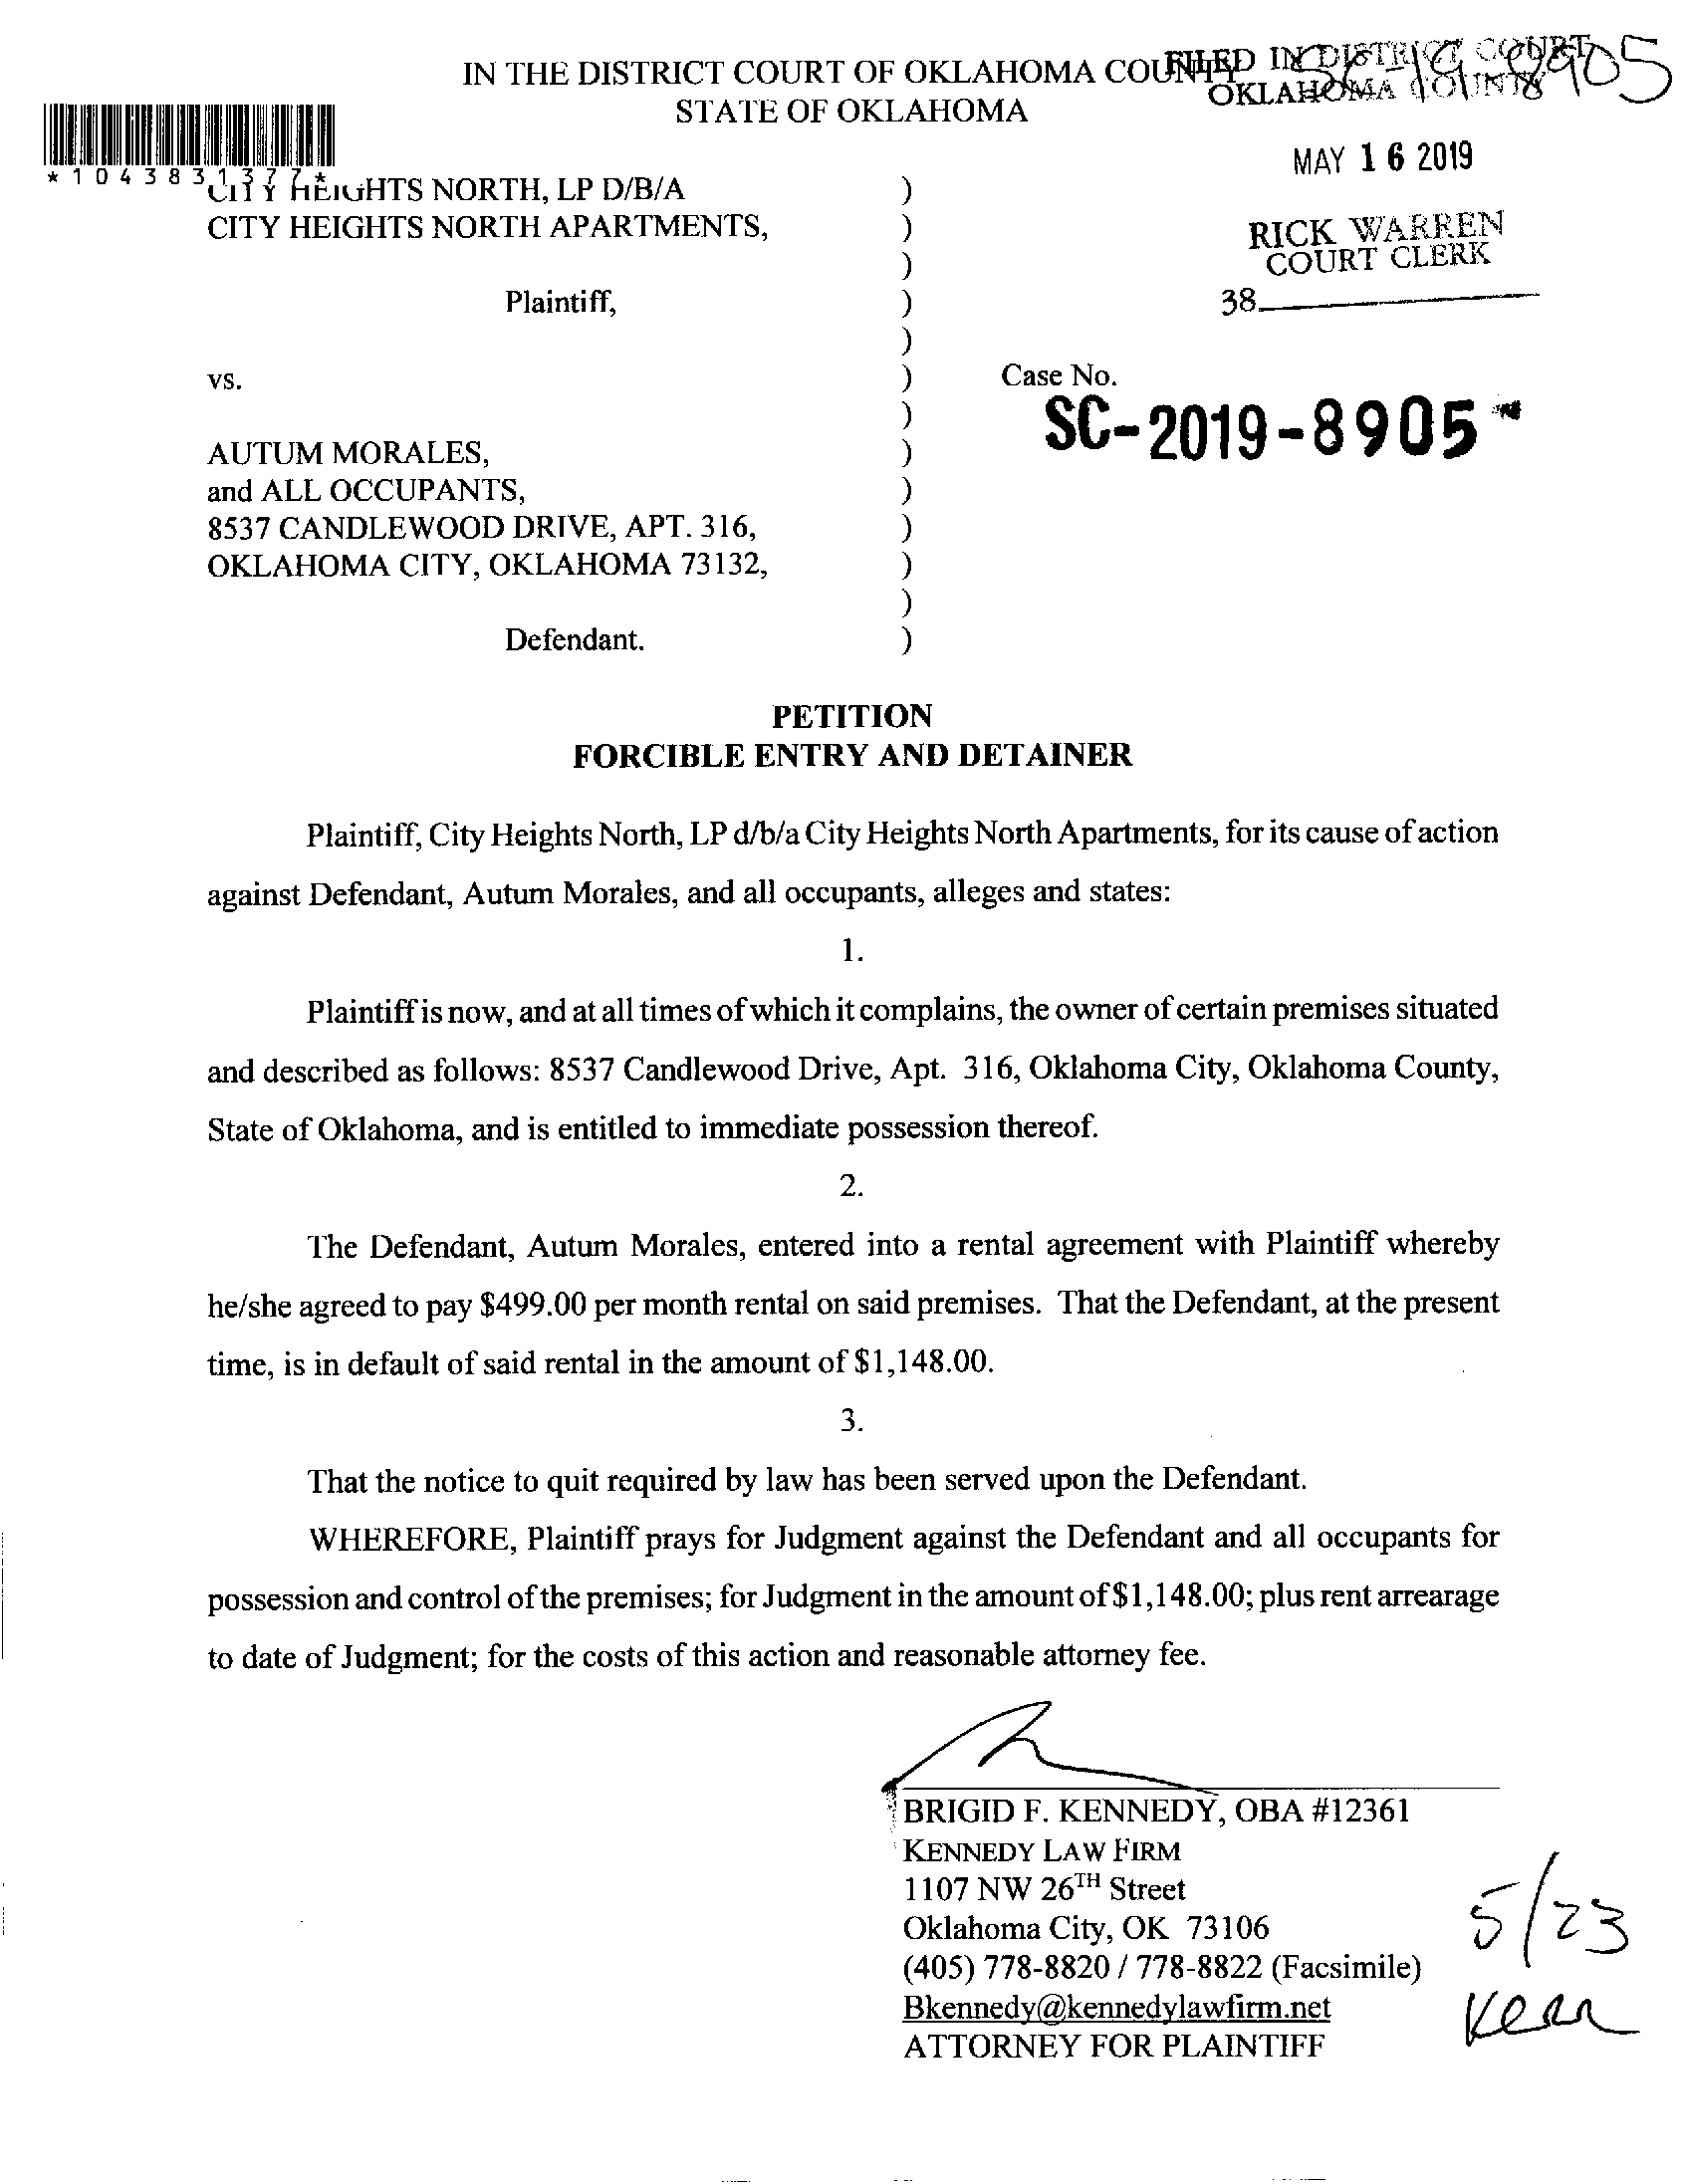 SC-19-8905
IN THE DISTRICT COURT OF OKLAHOMA COUNTY
STATE OF OKLAHOMA
FILED IN DISTRICT COURT
OKLAHOMA COUNTY
MAY 16 2019
RICK WARREN
COURT CLERK
38
*1043831377*
CITY HEIGHTS NORTH, LP D/B/A )
CITY HEIGHTS NORTH APARTMENTS, )
)
Plaintiff, )
)
vs. )
)
AUTUM MORALES, )
and ALL OCCUPANTS, )
8537 CANDLEWOOD DRIVE, APT. 316, )
OKLAHOMA CITY, OKLAHOMA 73132, )
)
Defendant. )
Case No.
SC-2019-8905
PETITION
FORCIBLE ENTRY AND DETAINER
Plaintiff, City Heights North, LP d/b/a City Heights North Apartments, for its cause of action
against Defendant, Autum Morales, and all occupants, alleges and states:
1.
Plaintiff is now, and at all times of which it complains, the owner of certain premises situated
and described as follows: 8537 Candlewood Drive, Apt. 316, Oklahoma City, Oklahoma County,
State of Oklahoma, and is entitled to immediate possession thereof.
2.
The Defendant, Autum Morales, entered into a rental agreement with Plaintiff whereby
he/she agreed to pay $499.00 per month rental on said premises. That the Defendant, at the present
time, is in default of said rental in the amount of $1,148.00.
3.
That the notice to quit required by law has been served upon the Defendant.
WHEREFORE, Plaintiff prays for Judgment against the Defendant and all occupants for
possession and control of the premises; for Judgment in the amount of $1,148.00; plus rent arrearage
to date of Judgment; for the costs of this action and reasonable attorney fee.
BRIGID F. KENNEDY, OBA #12361
KENNEDY LAW FIRM
1107 NW 26TH Street
Oklahoma City, OK 73106
(405) 778-8820 / 778-8822 (Facsimile)
Bkennedy@kennedylawfirm.net
ATTORNEY FOR PLAINTIFF
5/23